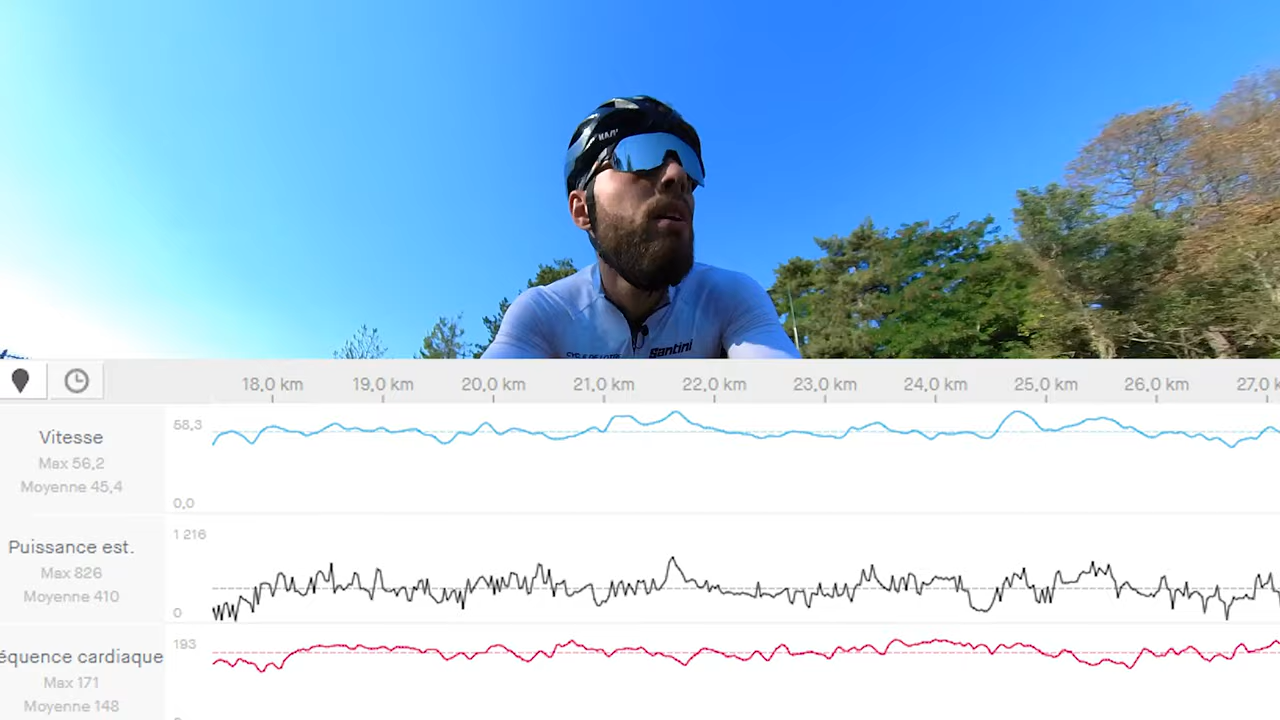 Santini
18,0 km 19,0 km 20,0 km 21,0 km 22,0 km 23,0 km 24,0 km 25,0 km 26,0 km 27,0 k
Vitesse
Max 56,2
Moyenne 45,4
58,3
0,0
Puissance est.
Max 826
Moyenne 410
1 216
0
équence cardiaque
Max 171
Moyenne 148
193